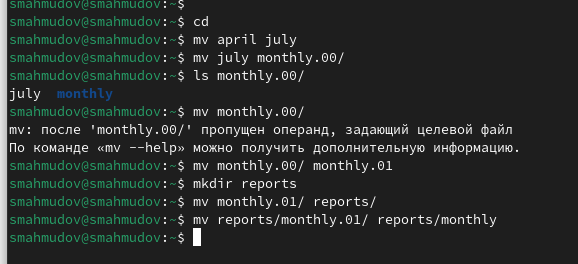 smahmudov@smahmudov:~$
smahmudov@smahmudov:~$ cd
smahmudov@smahmudov:~$ mv april july
smahmudov@smahmudov:~$ mv july monthly.00/
smahmudov@smahmudov:~$ ls monthly.00/
july  monthly
smahmudov@smahmudov:~$ mv monthly.00/
mv: после 'monthly.00/' пропущен операнд, задающий целевой файл
По команде «mv --help» можно получить дополнительную информацию.
smahmudov@smahmudov:~$ mv monthly.00/ monthly.01
smahmudov@smahmudov:~$ mkdir reports
smahmudov@smahmudov:~$ mv monthly.01/ reports/
smahmudov@smahmudov:~$ mv reports/monthly.01/ reports/monthly
smahmudov@smahmudov:~$